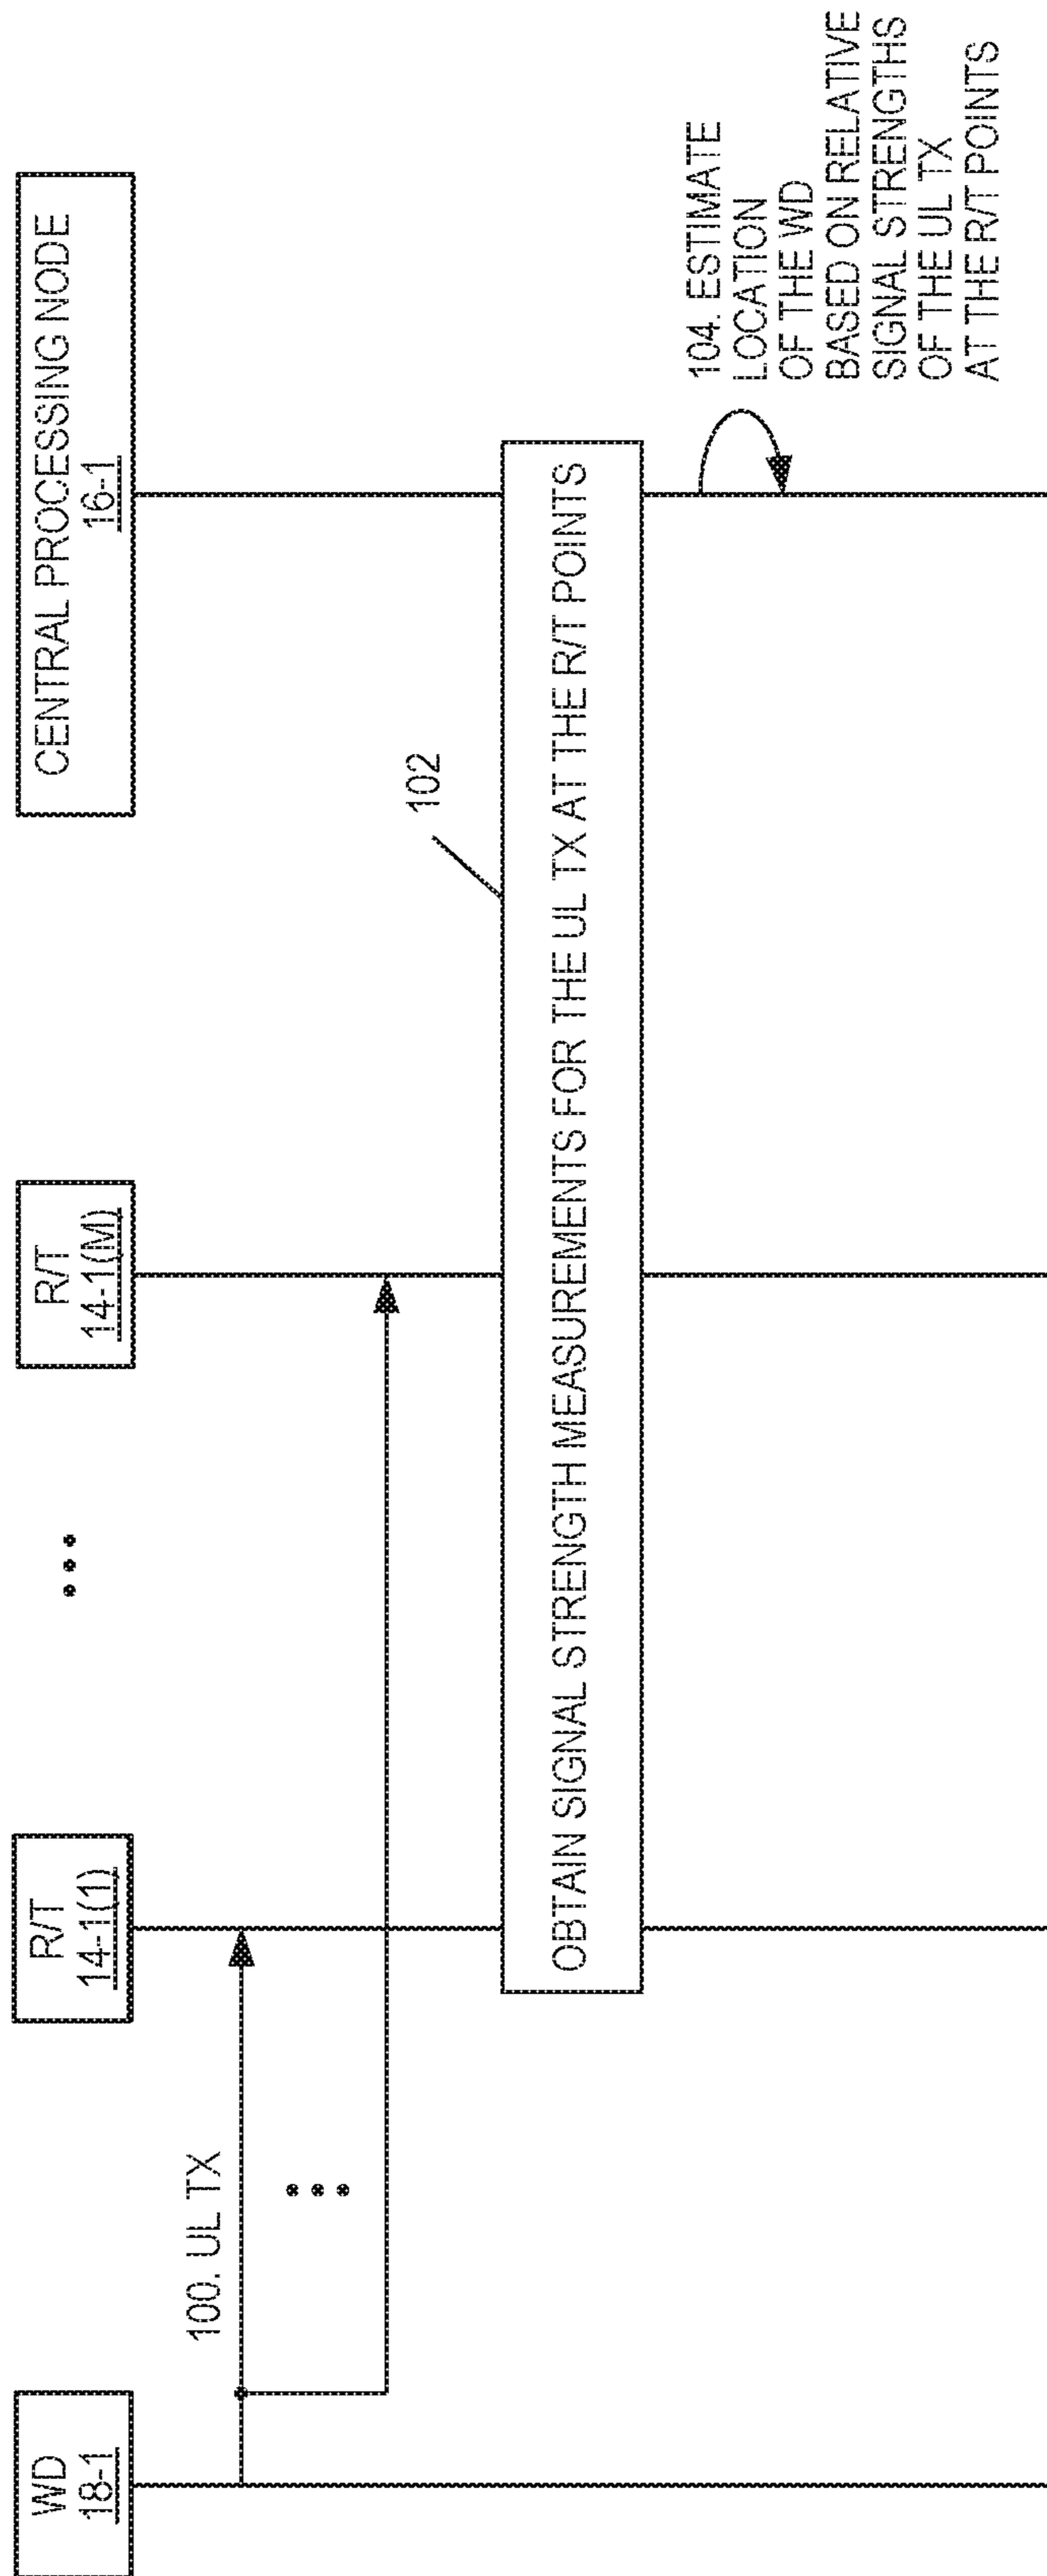 WD
18-1
R/T
14-1(1)
R/T
14-1(M)
CENTRAL PROCESSING NODE
16-1
100. UL TX
102
OBTAIN SIGNAL STRENGTH MEASUREMENTS FOR THE UL TX AT THE R/T POINTS
104. ESTIMATE
LOCATION
OF THE WD
BASED ON RELATIVE
SIGNAL STRENGTHS
OF THE UL TX
AT THE R/T POINTS